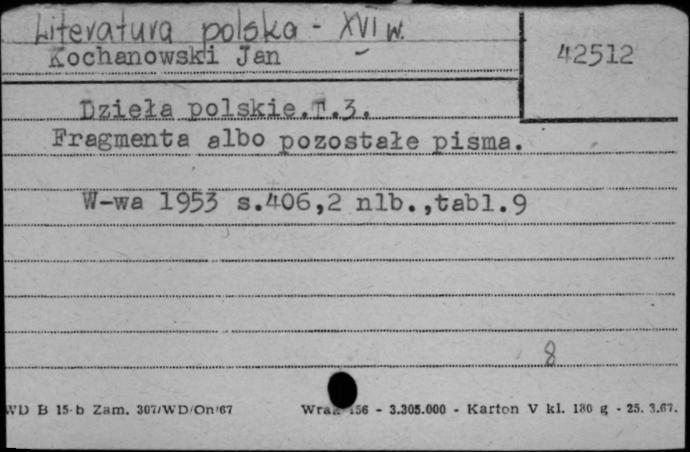 Literatura polska - XVI w.
Kochanowski Jan
42512
Dzieła polskie.T.3.
Fragmenta albo pozostałe pisma.
W-wa 1953 s.406,2 nlb.,tabl.9
8
WD B 15-b Zam. 307/WD/On/67 156 - 3.305.000 - Karton V kl. 180 g - 25. 3.67.